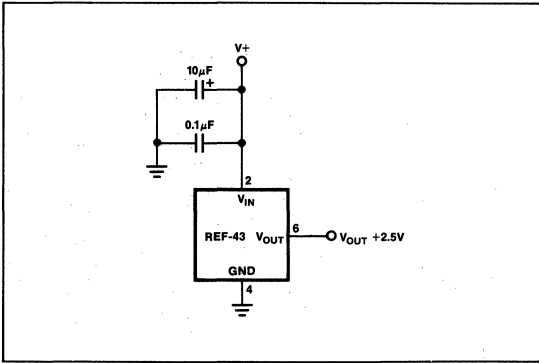 V+
10μF
+
0.1μF
2
VIN
REF-43
VOUT
6
VOUT +2.5V
GND
4